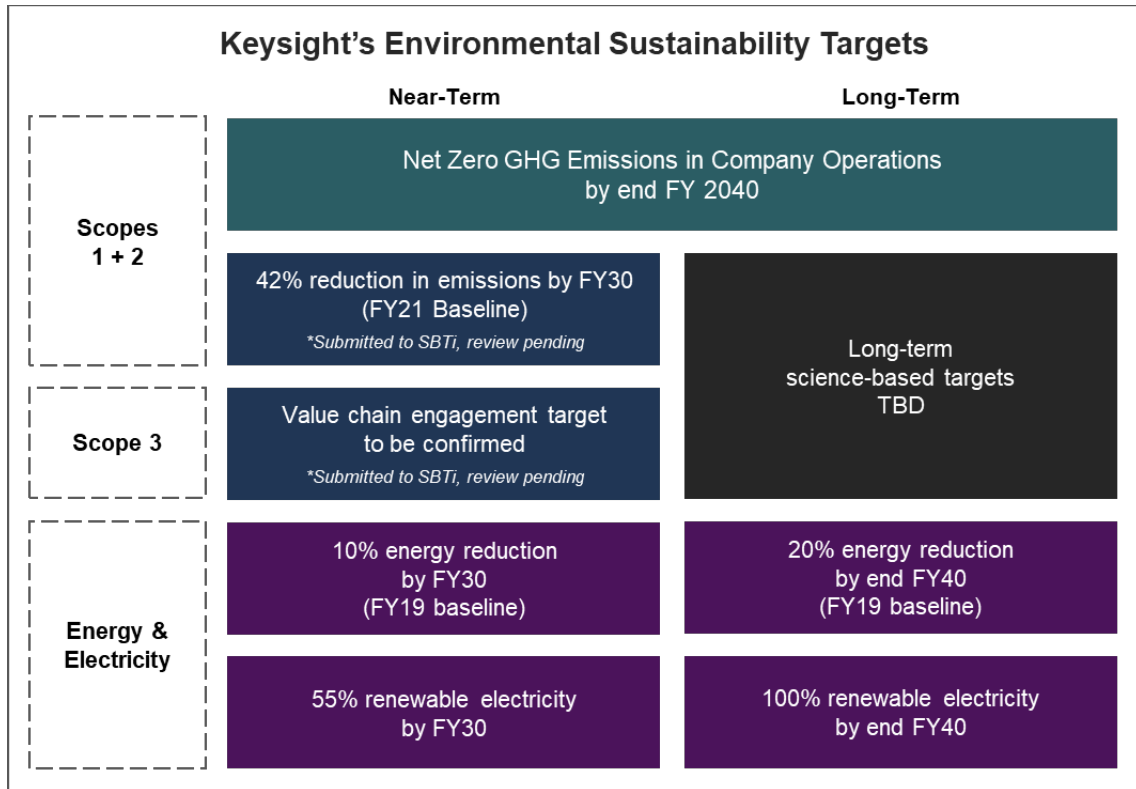 Keysight's Environmental Sustainability Targets
Near-Term
Long-Term
Scopes
1 + 2
Net Zero GHG Emissions in Company Operations
by end FY 2040
42% reduction in emissions by FY30
(FY21 Baseline)
*Submitted to SBTi, review pending
Long-term
science-based targets
TBD
Scope 3
Value chain engagement target
to be confirmed
*Submitted to SBTi, review pending
Energy &
Electricity
10% energy reduction
by FY30
(FY19 baseline)
20% energy reduction
by end FY40
(FY19 baseline)
55% renewable electricity
by FY30
100% renewable electricity
by end FY40